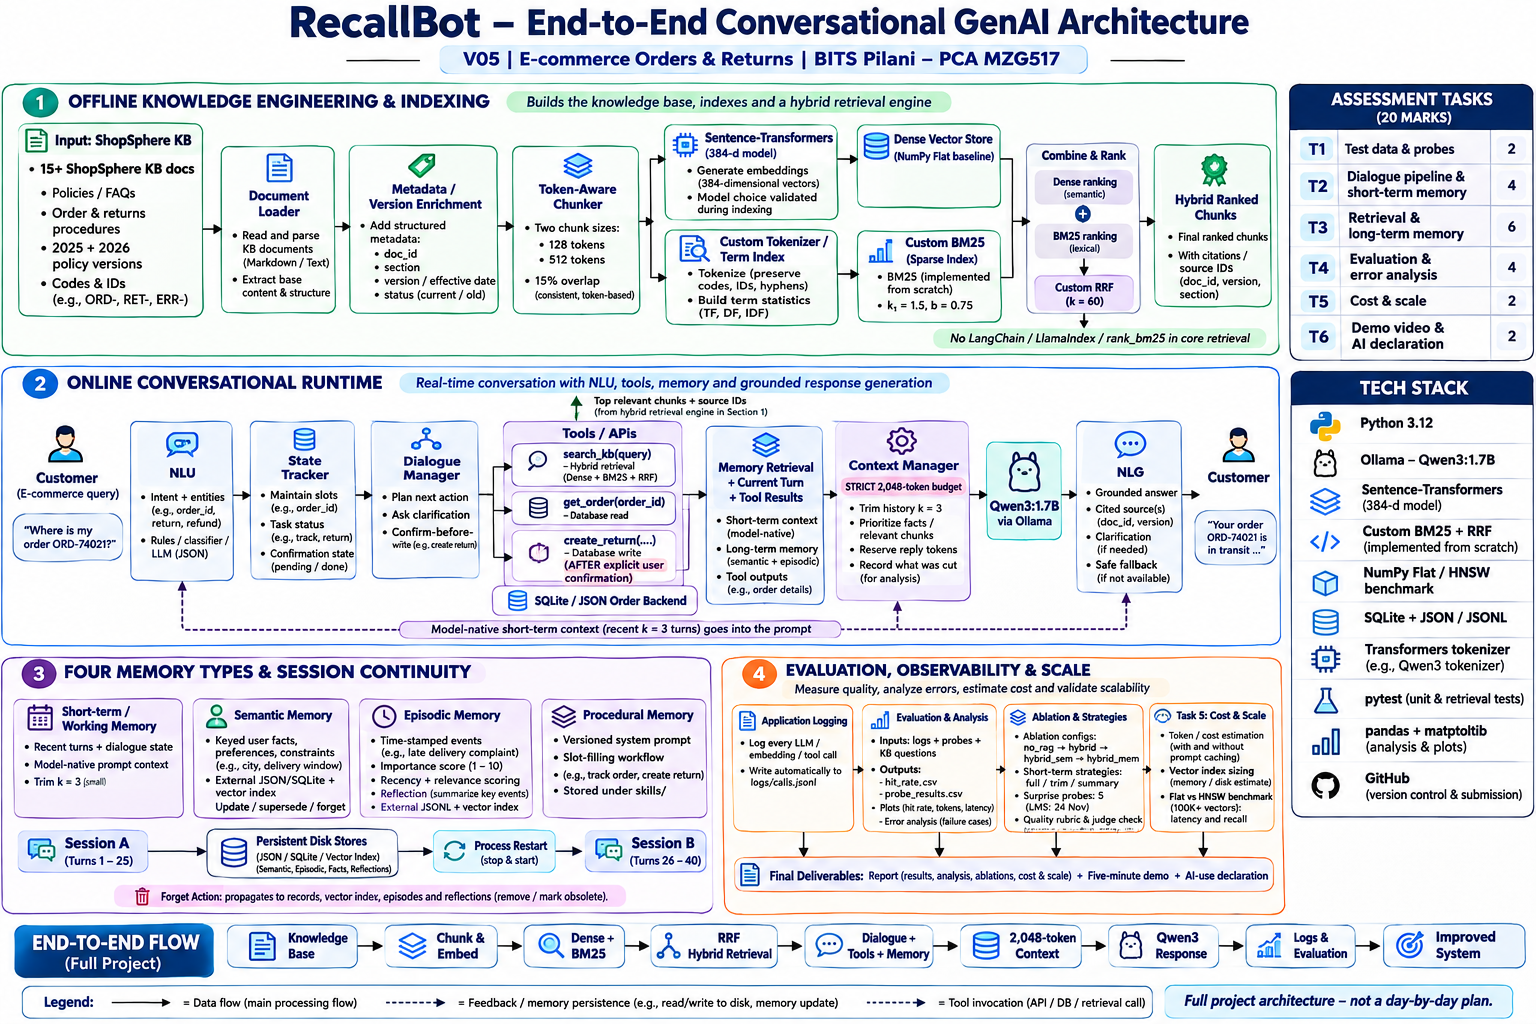 RecallBot – End-to-End Conversational GenAI Architecture
V05 | E-commerce Orders & Returns | BITS Pilani – PCA MZG517
1 OFFLINE KNOWLEDGE ENGINEERING & INDEXING
Builds the knowledge base, indexes and a hybrid retrieval engine
Input: ShopSphere KB
• 15+ ShopSphere KB docs
• Policies / FAQs
• Order & returns
procedures
• 2025 + 2026
policy versions
• Codes & IDs
(e.g., ORD-, RET-, ERR-)
Document
Loader
• Read and parse
KB documents
(Markdown / Text)
• Extract base
content & structure
Metadata /
Version Enrichment
• Add structured
metadata:
• doc_id
• section
• version / effective date
• status (current / old)
Token-Aware
Chunker
• Two chunk sizes:
• 128 tokens
• 512 tokens
• 15% overlap
(consistent, token-based)
Sentence-Transformers
(384-d model)
• Generate embeddings
(384-dimensional vectors)
• Model choice validated
during indexing
Custom Tokenizer /
Term Index
• Tokenize (preserve
codes, IDs, hyphens)
• Build term statistics
(TF, DF, IDF)
Dense Vector Store
(NumPy Flat baseline)
Custom BM25
(Sparse Index)
• BM25 (implemented
from scratch)
• k₁ = 1.5, b = 0.75
Combine & Rank
Dense ranking
(semantic)
+
BM25 ranking
(lexical)
Custom RRF
(k = 60)
Hybrid Ranked
Chunks
• Final ranked chunks
• With citations /
source IDs
(doc_id, version,
section)
No LangChain / LlamaIndex / rank_bm25 in core retrieval
ASSESSMENT TASKS
(20 MARKS)
T1 Test data & probes 2
T2 Dialogue pipeline &
short-term memory 4
T3 Retrieval &
long-term memory 6
T4 Evaluation &
error analysis 4
T5 Cost & scale 2
T6 Demo video &
AI declaration 2
2 ONLINE CONVERSATIONAL RUNTIME
Real-time conversation with NLU, tools, memory and grounded response generation
Top relevant chunks + source IDs
(from hybrid retrieval engine in Section 1)
Customer
(E-commerce query)
“Where is my
order ORD-74021?”
NLU
• Intent + entities
(e.g., order_id,
return, refund)
• Rules / classifier /
LLM (JSON)
State
Tracker
• Maintain slots
(e.g., order_id)
• Task status
(e.g., track, return)
• Confirmation state
(pending / done)
Dialogue
Manager
• Plan next action
• Ask clarification
• Confirm-before-
write (e.g. create return)
Tools / APIs
search_kb(query)
– Hybrid retrieval
(Dense + BM25 + RRF)
get_order(order_id)
– Database read
create_return(....)
– Database write
(AFTER explicit user
confirmation)
SQLite / JSON Order Backend
Memory Retrieval
+ Current Turn
+ Tool Results
• Short-term context
(model-native)
• Long-term memory
(semantic + episodic)
• Tool outputs
(e.g., order details)
Context Manager
STRICT 2,048-token budget
• Trim history k = 3
• Prioritize facts /
relevant chunks
• Reserve reply tokens
• Record what was cut
(for analysis)
Qwen3:1.7B
via Ollama
NLG
• Grounded answer
• Cited source(s)
(doc_id, version)
• Clarification
(if needed)
• Safe fallback
(if not available)
Customer
“Your order
ORD-74021 is
in transit ...”
Model-native short-term context (recent k = 3 turns) goes into the prompt
TECH STACK
Python 3.12
Ollama – Qwen3:1.7B
Sentence-Transformers
(384-d model)
Custom BM25 + RRF
(implemented from scratch)
NumPy Flat / HNSW
benchmark
SQLite + JSON / JSONL
Transformers tokenizer
(e.g., Qwen3 tokenizer)
pytest (unit & retrieval tests)
pandas + matptoltib
(analysis & plots)
GitHub
(version control & submission)
3 FOUR MEMORY TYPES & SESSION CONTINUITY
Short-term /
Working Memory
• Recent turns + dialogue state
• Model-native prompt context
• Trim k = 3 (small)
Semantic Memory
• Keyed user facts,
preferences, constraints
(e.g., city, delivery window)
• External JSON/SQLite +
vector index
Update / supersede / forget
Episodic Memory
• Time-stamped events
(e.g., late delivery complaint)
• Importance score (1 – 10)
• Recency + relevance scoring
• Reflection (summarize key events)
• External JSONL + vector index
Procedural Memory
• Versioned system prompt
• Slot-filling workflow
• (e.g., track order, create return)
• Stored under skills/
Session A
(Turns 1 – 25)
Persistent Disk Stores
(JSON / SQLite / Vector Index)
(Semantic, Episodic, Facts, Reflections)
Process Restart
(stop & start)
Session B
(Turns 26 – 40)
Forget Action: propagates to records, vector index, episodes and reflections (remove / mark obsolete).
4 EVALUATION, OBSERVABILITY & SCALE
Measure quality, analyze errors, estimate cost and validate scalability
Application Logging
• Log every LLM /
embedding / tool call
• Write automatically to
logs/calls.jsonl
Evaluation & Analysis
• Inputs: logs + probes +
KB questions
• Outputs:
- hit_rate.csv
- probe_results.csv
• Plots (hit rate, tokens, latency)
- Error analysis (failure cases)
Ablation & Strategies
• Ablation configs:
no_rag → hybrid →
hybrid_sem → hybrid_mem
• Short-term strategies:
full / trim / summary
• Surprise probes: 5
(LMS: 24 Nov)
• Quality rubric & judge check
Task 5: Cost & Scale
• Token / cost estimation
(with and without
prompt caching)
• Vector index sizing
(memory / disk estimate)
• Flat vs HNSW benchmark
(100K+ vectors):
latency and recall
Final Deliverables: Report (results, analysis, ablations, cost & scale) + Five-minute demo + AI-use declaration
END-TO-END FLOW
(Full Project)
Knowledge
Base
Chunk &
Embed
Dense +
BM25
RRF
Hybrid Retrieval
Dialogue +
Tools + Memory
2,048-token
Context
Qwen3
Response
Logs &
Evaluation
Improved
System
Legend:
= Data flow (main processing flow)
= Feedback / memory persistence (e.g., read/write to disk, memory update)
= Tool invocation (API / DB / retrieval call)
Full project architecture – not a day-by-day plan.